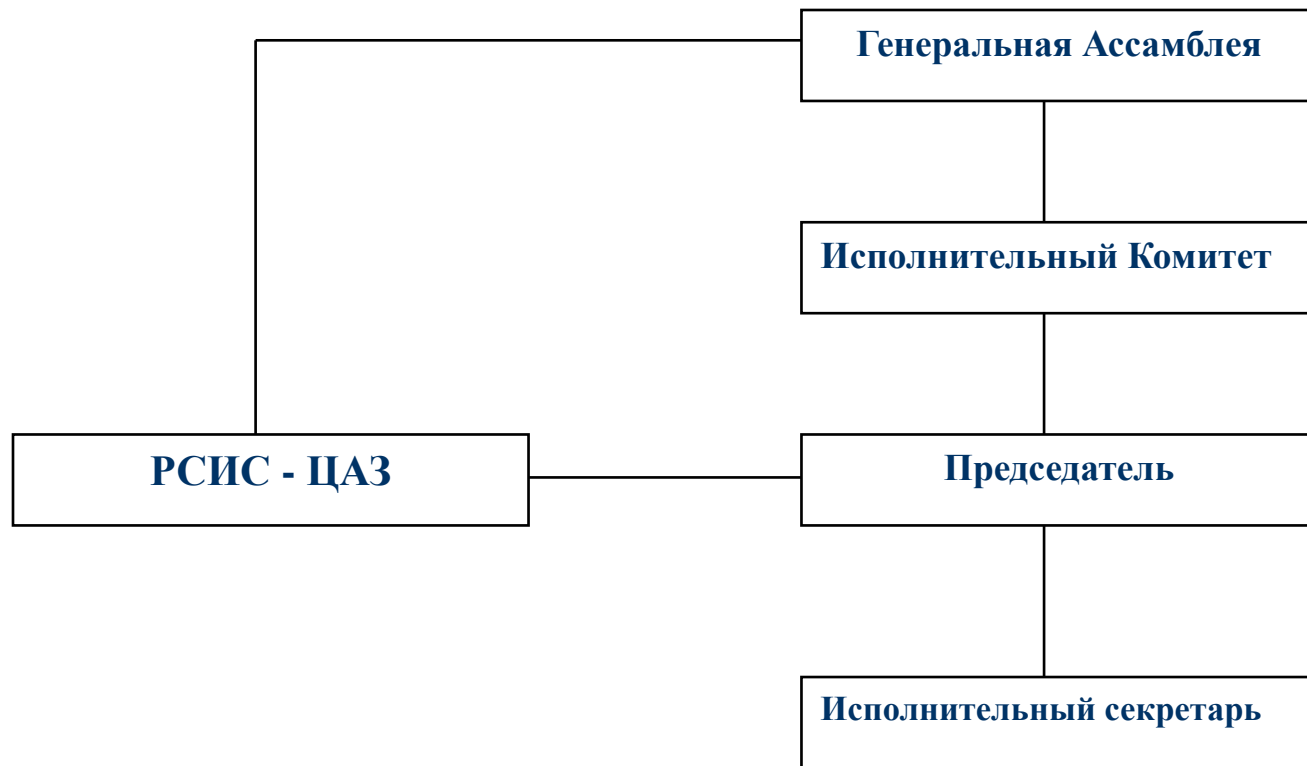 Генеральная Ассамблея
Исполнительный Комитет
РСИС - ЦАЗ
Председатель
Исполнительный секретарь